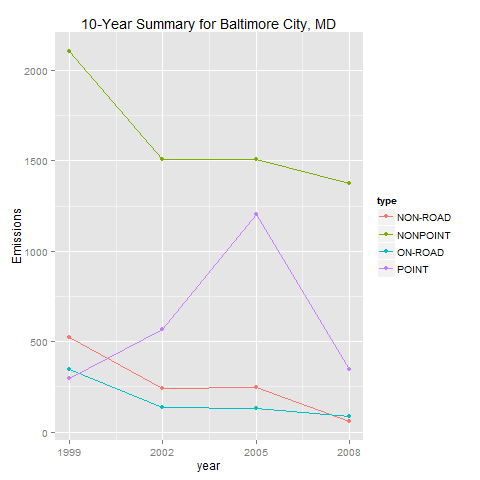 10-Year Summary for Baltimore City, MD
2000
1500
1000
500
0
Emissions
1999
2002
2005
2008
year
type
NON-ROAD
NONPOINT
ON-ROAD
POINT